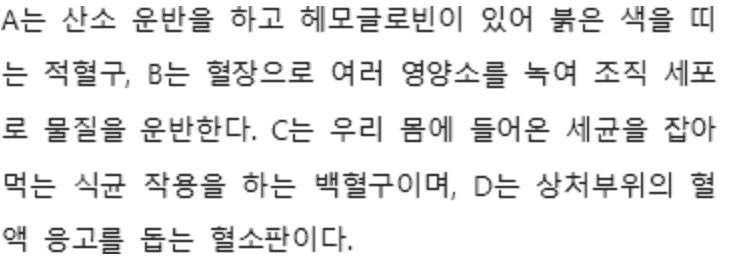 A는 산소 운반을 하고 헤모글로빈이 있어 붉은 색을 띠
는 적혈구, B는 혈장으로 여러 영양소를 녹여 조직 세포
로 물질을 운반한다. C는 우리 몸에 들어온 세균을 잡아
먹는 식균 작용을 하는 백혈구이며, D는 상처부위의 혈
액 응고를 돕는 혈소판이다.